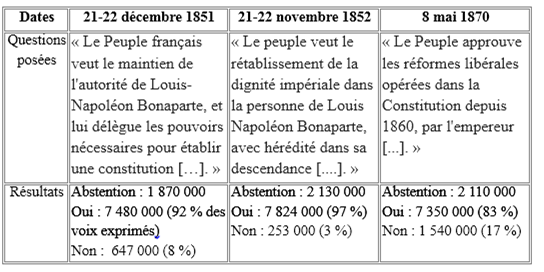 Dates 21-22 décembre 1851 21-22 novembre 1852 8 mai 1870
Questions posées
« Le Peuple français
veut le maintien de
l'autorité de Louis-
Napoléon Bonaparte, et
lui délègue les pouvoirs
nécessaires pour établir
une constitution […]. »
« Le peuple veut le
rétablissement de la
dignité impériale dans
la personne de Louis
Napoléon Bonaparte,
avec hérédité dans sa
descendance [....]. »
« Le Peuple approuve
les réformes libérales
opérées dans la
Constitution depuis
1860, par l'empereur
[...]. »
Résultats
Abstention : 1 870 000
Oui : 7 480 000 (92 % des
voix exprimés)
Non : 647 000 (8 %)
Abstention : 2 130 000
Oui : 7 824 000 (97 %)
Non : 253 000 (3 %)
Abstention : 2 110 000
Oui : 7 350 000 (83 %)
Non : 1 540 000 (17 %)